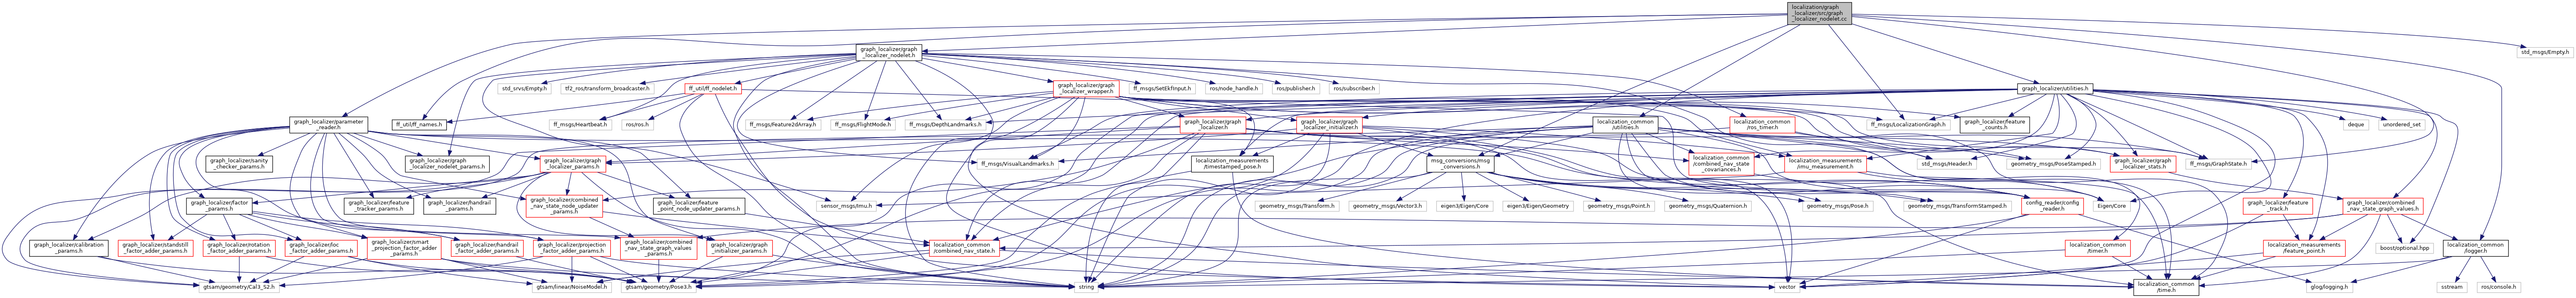 localization/graph
_localizer/src/graph
_localizer_nodelet.cc
graph_localizer/graph
_localizer_nodelet.h
std_msgs/Empty.h
std_srvs/Empty.h
tf2_ros/transform_broadcaster.h
ff_util/ff_nodelet.h
graph_localizer/graph
_localizer_wrapper.h
ff_msgs/SetEkfInput.h
ros/node_handle.h
ros/publisher.h
ros/subscriber.h
graph_localizer/utilities.h
graph_localizer/parameter
_reader.h
ff_util/ff_names.h
ff_msgs/Heartbeat.h
ros/ros.h
ff_msgs/Feature2dArray.h
ff_msgs/FlightMode.h
ff_msgs/DepthLandmarks.h
graph_localizer/graph
_localizer.h
graph_localizer/graph
_localizer_initializer.h
localization_common
/utilities.h
localization_common
/ros_timer.h
ff_msgs/LocalizationGraph.h
graph_localizer/feature
_counts.h
deque
unordered_set
graph_localizer/sanity
_checker_params.h
graph_localizer/graph
_localizer_nodelet_params.h
graph_localizer/graph
_localizer_params.h
ff_msgs/VisualLandmarks.h
localization_measurements
/timestamped_pose.h
msg_conversions/msg
_conversions.h
localization_common
/combined_nav_state
_covariances.h
localization_measurements
/imu_measurement.h
std_msgs/Header.h
geometry_msgs/PoseStamped.h
graph_localizer/graph
_localizer_stats.h
ff_msgs/GraphState.h
graph_localizer/factor
_params.h
graph_localizer/feature
_tracker_params.h
graph_localizer/handrail
_params.h
graph_localizer/combined
_nav_state_node_updater
_params.h
graph_localizer/feature
_point_node_updater_params.h
sensor_msgs/Imu.h
geometry_msgs/Transform.h
geometry_msgs/Vector3.h
eigen3/Eigen/Core
eigen3/Eigen/Geometry
geometry_msgs/Point.h
geometry_msgs/Quaternion.h
geometry_msgs/Pose.h
geometry_msgs/TransformStamped.h
config_reader/config
_reader.h
Eigen/Core
graph_localizer/feature
_track.h
graph_localizer/combined
_nav_state_graph_values.h
graph_localizer/calibration
_params.h
graph_localizer/standstill
_factor_adder_params.h
graph_localizer/rotation
_factor_adder_params.h
graph_localizer/loc
_factor_adder_params.h
graph_localizer/smart
_projection_factor_adder
_params.h
graph_localizer/handrail
_factor_adder_params.h
graph_localizer/projection
_factor_adder_params.h
graph_localizer/combined
_nav_state_graph_values
_params.h
graph_localizer/graph
_initializer_params.h
localization_common
/combined_nav_state.h
localization_common
/timer.h
localization_measurements
/feature_point.h
boost/optional.hpp
localization_common
/logger.h
gtsam/geometry/Cal3_S2.h
gtsam/linear/NoiseModel.h
gtsam/geometry/Pose3.h
string
vector
localization_common
/time.h
glog/logging.h
sstream
ros/console.h